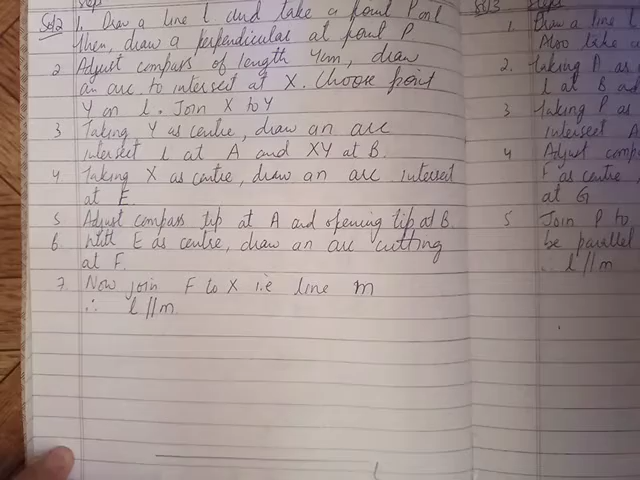 Step
Sol2 1. Draw a line l and take a point P on l
Then, draw a perpendicular at point P
2 Adjust compass of length 4cm, draw
an arc to intersect at X. Choose point
Y on l. Join X to Y
3 Taking Y as centre, draw an arc
intersect l at A and XY at B.
4 Taking X as centre, draw an arc intersect
at E.
5 Adjust compass tip at A and opening tip at B.
6. With E as centre, draw an arc cutting
at F.
7. Now join F to X i.e line m
∴ l // m.
Sol3 Steps
1. Draw a line l
Also take a
2. Taking A as
l at B and
3 Taking P as
intersect A
4 Adjust comp
F as centre
at G
5 Join P to
be parallel
∴ l // m